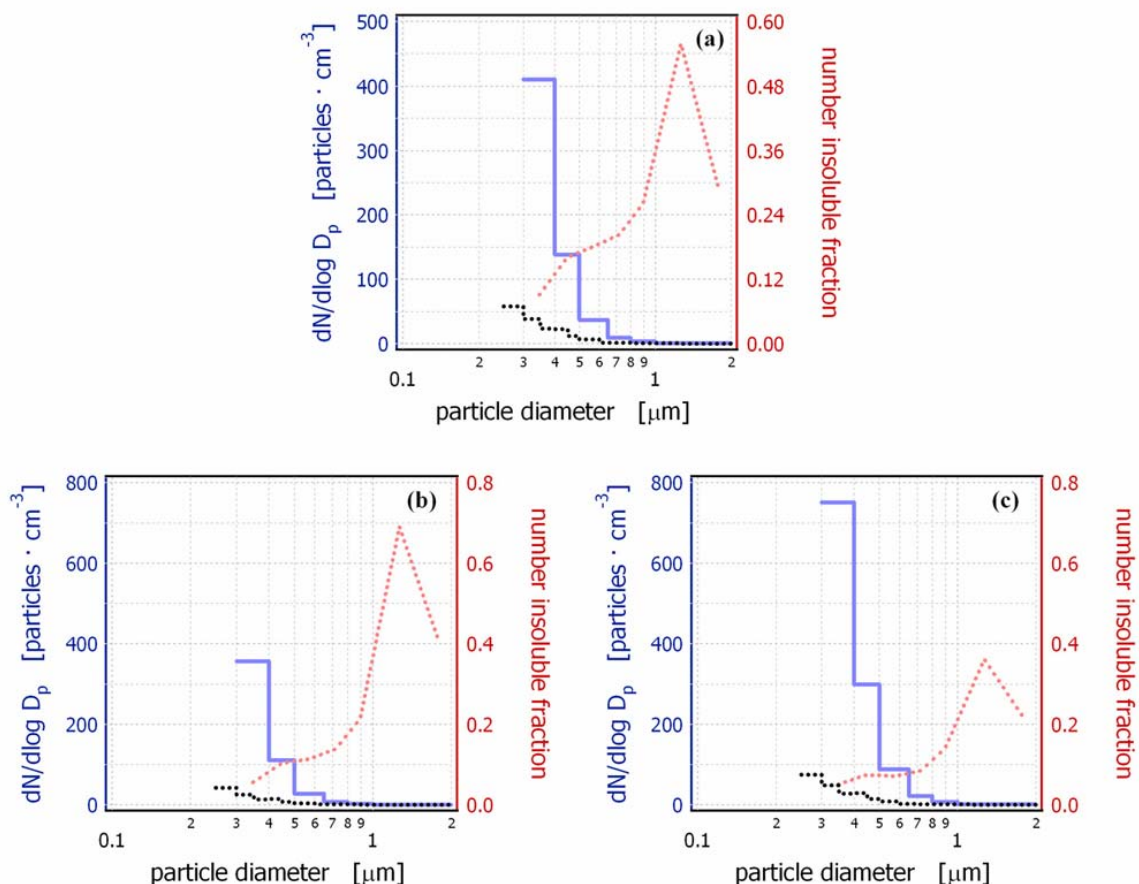 (a)
dN/dlog Dp [particles · cm-3]
500
400
300
200
100
0
0.60
0.48
0.36
0.24
0.12
0.00
number insoluble fraction
2 3 4 5 6 7 8 9 2
0.1 1
particle diameter [μm]
(b)
dN/dlog Dp [particles · cm-3]
800
600
400
200
0
0.8
0.6
0.4
0.2
0.0
number insoluble fraction
2 3 4 5 6 7 8 9 2
0.1 1
particle diameter [μm]
(c)
dN/dlog Dp [particles · cm-3]
800
600
400
200
0
0.8
0.6
0.4
0.2
0.0
number insoluble fraction
2 3 4 5 6 7 8 9 2
0.1 1
particle diameter [μm]